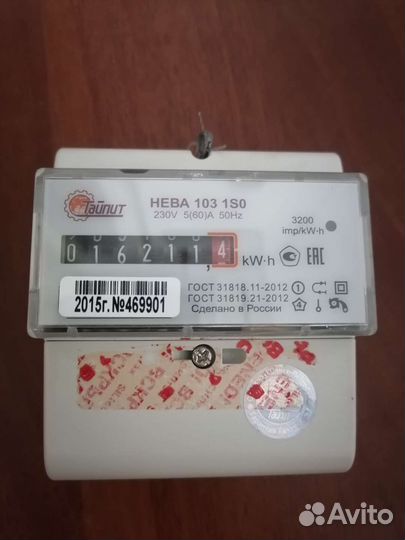 Тайпит
НЕВА 103 1S0
230V 5(60)A 50Hz
3200
imp/kW·h
016211,4 kW·h
ГОСТ 31818.11-2012
ГОСТ 31819.21-2012
Сделано в России
2015г.№469901
Avito